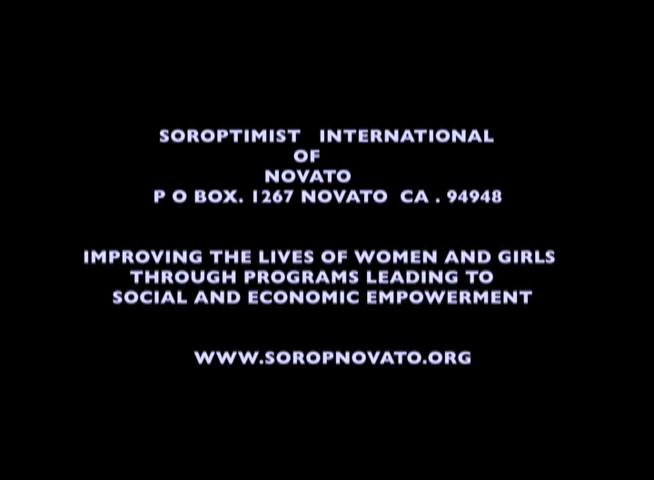 SOROPTIMIST INTERNATIONAL
OF
NOVATO
P O BOX. 1267 NOVATO CA . 94948
IMPROVING THE LIVES OF WOMEN AND GIRLS
THROUGH PROGRAMS LEADING TO
SOCIAL AND ECONOMIC EMPOWERMENT
WWW.SOROPNOVATO.ORG